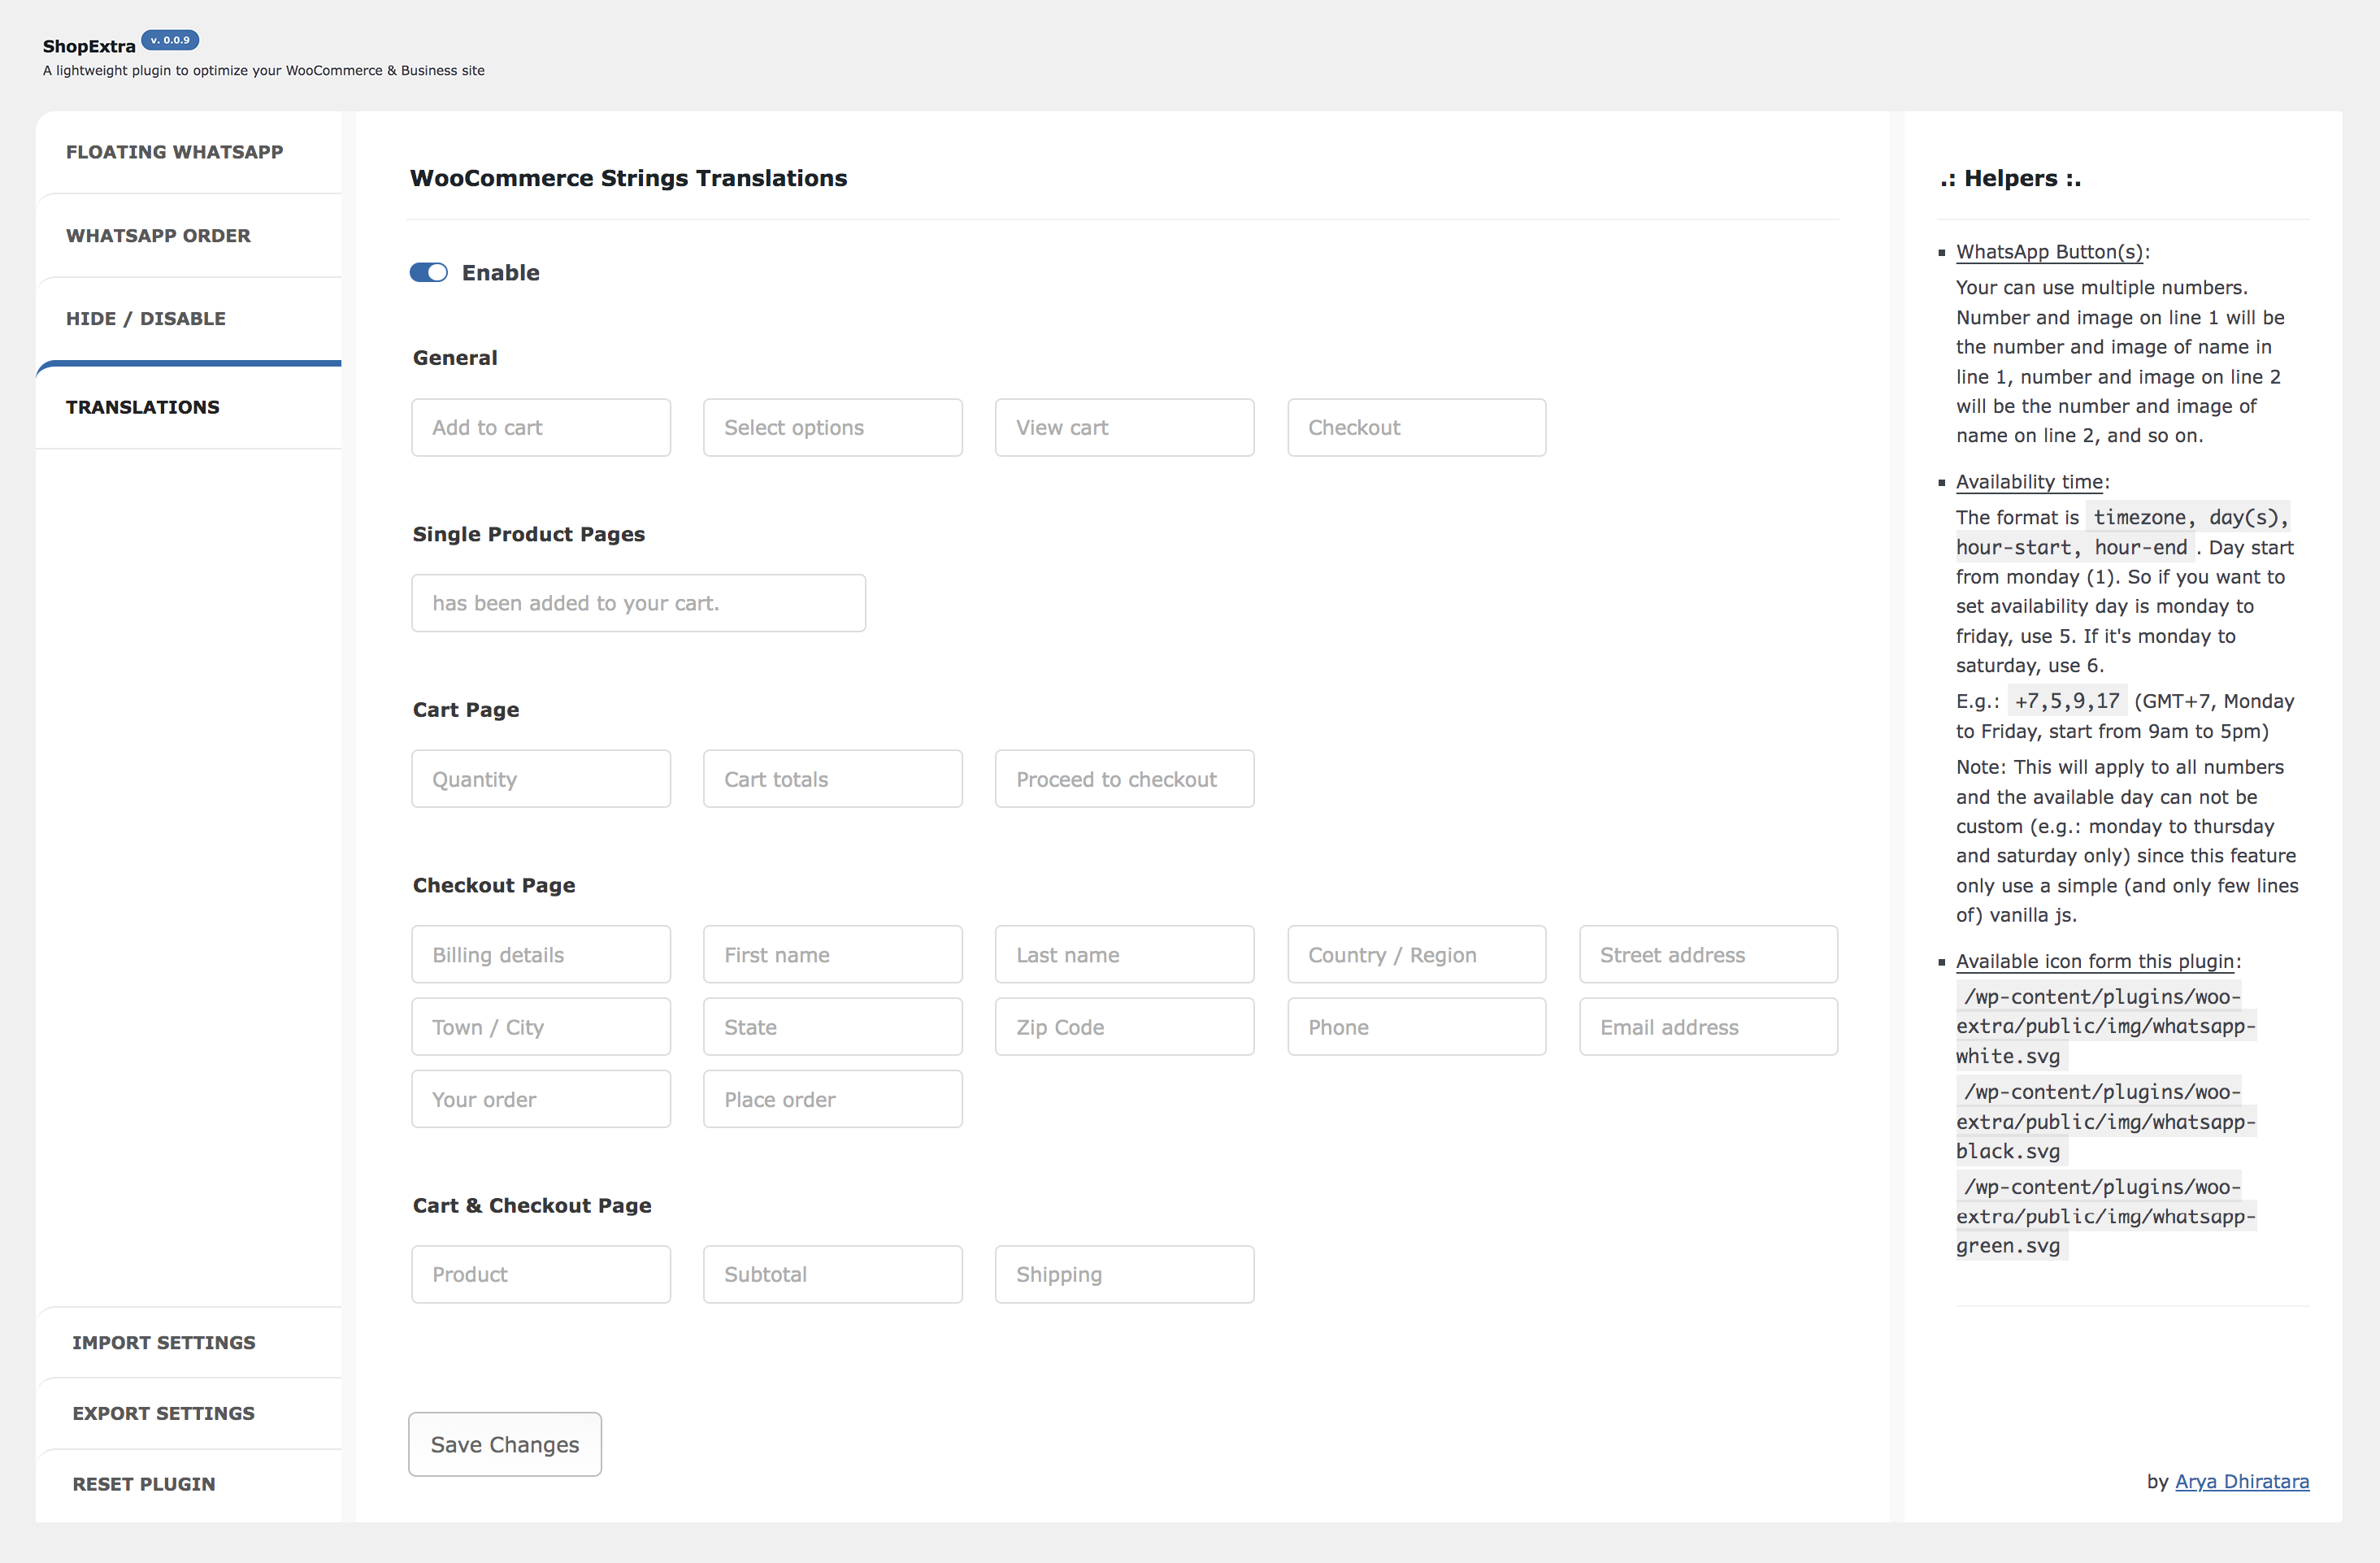 ShopExtra v. 0.0.9
A lightweight plugin to optimize your WooCommerce & Business site
FLOATING WHATSAPP
WHATSAPP ORDER
HIDE / DISABLE
TRANSLATIONS
IMPORT SETTINGS
EXPORT SETTINGS
RESET PLUGIN
WooCommerce Strings Translations
Enable
General
Add to cart
Select options
View cart
Checkout
Single Product Pages
has been added to your cart.
Cart Page
Quantity
Cart totals
Proceed to checkout
Checkout Page
Billing details
First name
Last name
Country / Region
Street address
Town / City
State
Zip Code
Phone
Email address
Your order
Place order
Cart & Checkout Page
Product
Subtotal
Shipping
Save Changes
.: Helpers :.
WhatsApp Button(s):
Your can use multiple numbers.
Number and image on line 1 will be
the number and image of name in
line 1, number and image on line 2
will be the number and image of
name on line 2, and so on.
Availability time:
The format is timezone, day(s),
hour-start, hour-end . Day start
from monday (1). So if you want to
set availability day is monday to
friday, use 5. If it's monday to
saturday, use 6.
E.g.: +7,5,9,17 (GMT+7, Monday
to Friday, start from 9am to 5pm)
Note: This will apply to all numbers
and the available day can not be
custom (e.g.: monday to thursday
and saturday only) since this feature
only use a simple (and only few lines
of) vanilla js.
Available icon form this plugin:
/wp-content/plugins/woo-
extra/public/img/whatsapp-
white.svg
/wp-content/plugins/woo-
extra/public/img/whatsapp-
black.svg
/wp-content/plugins/woo-
extra/public/img/whatsapp-
green.svg
by Arya Dhiratara